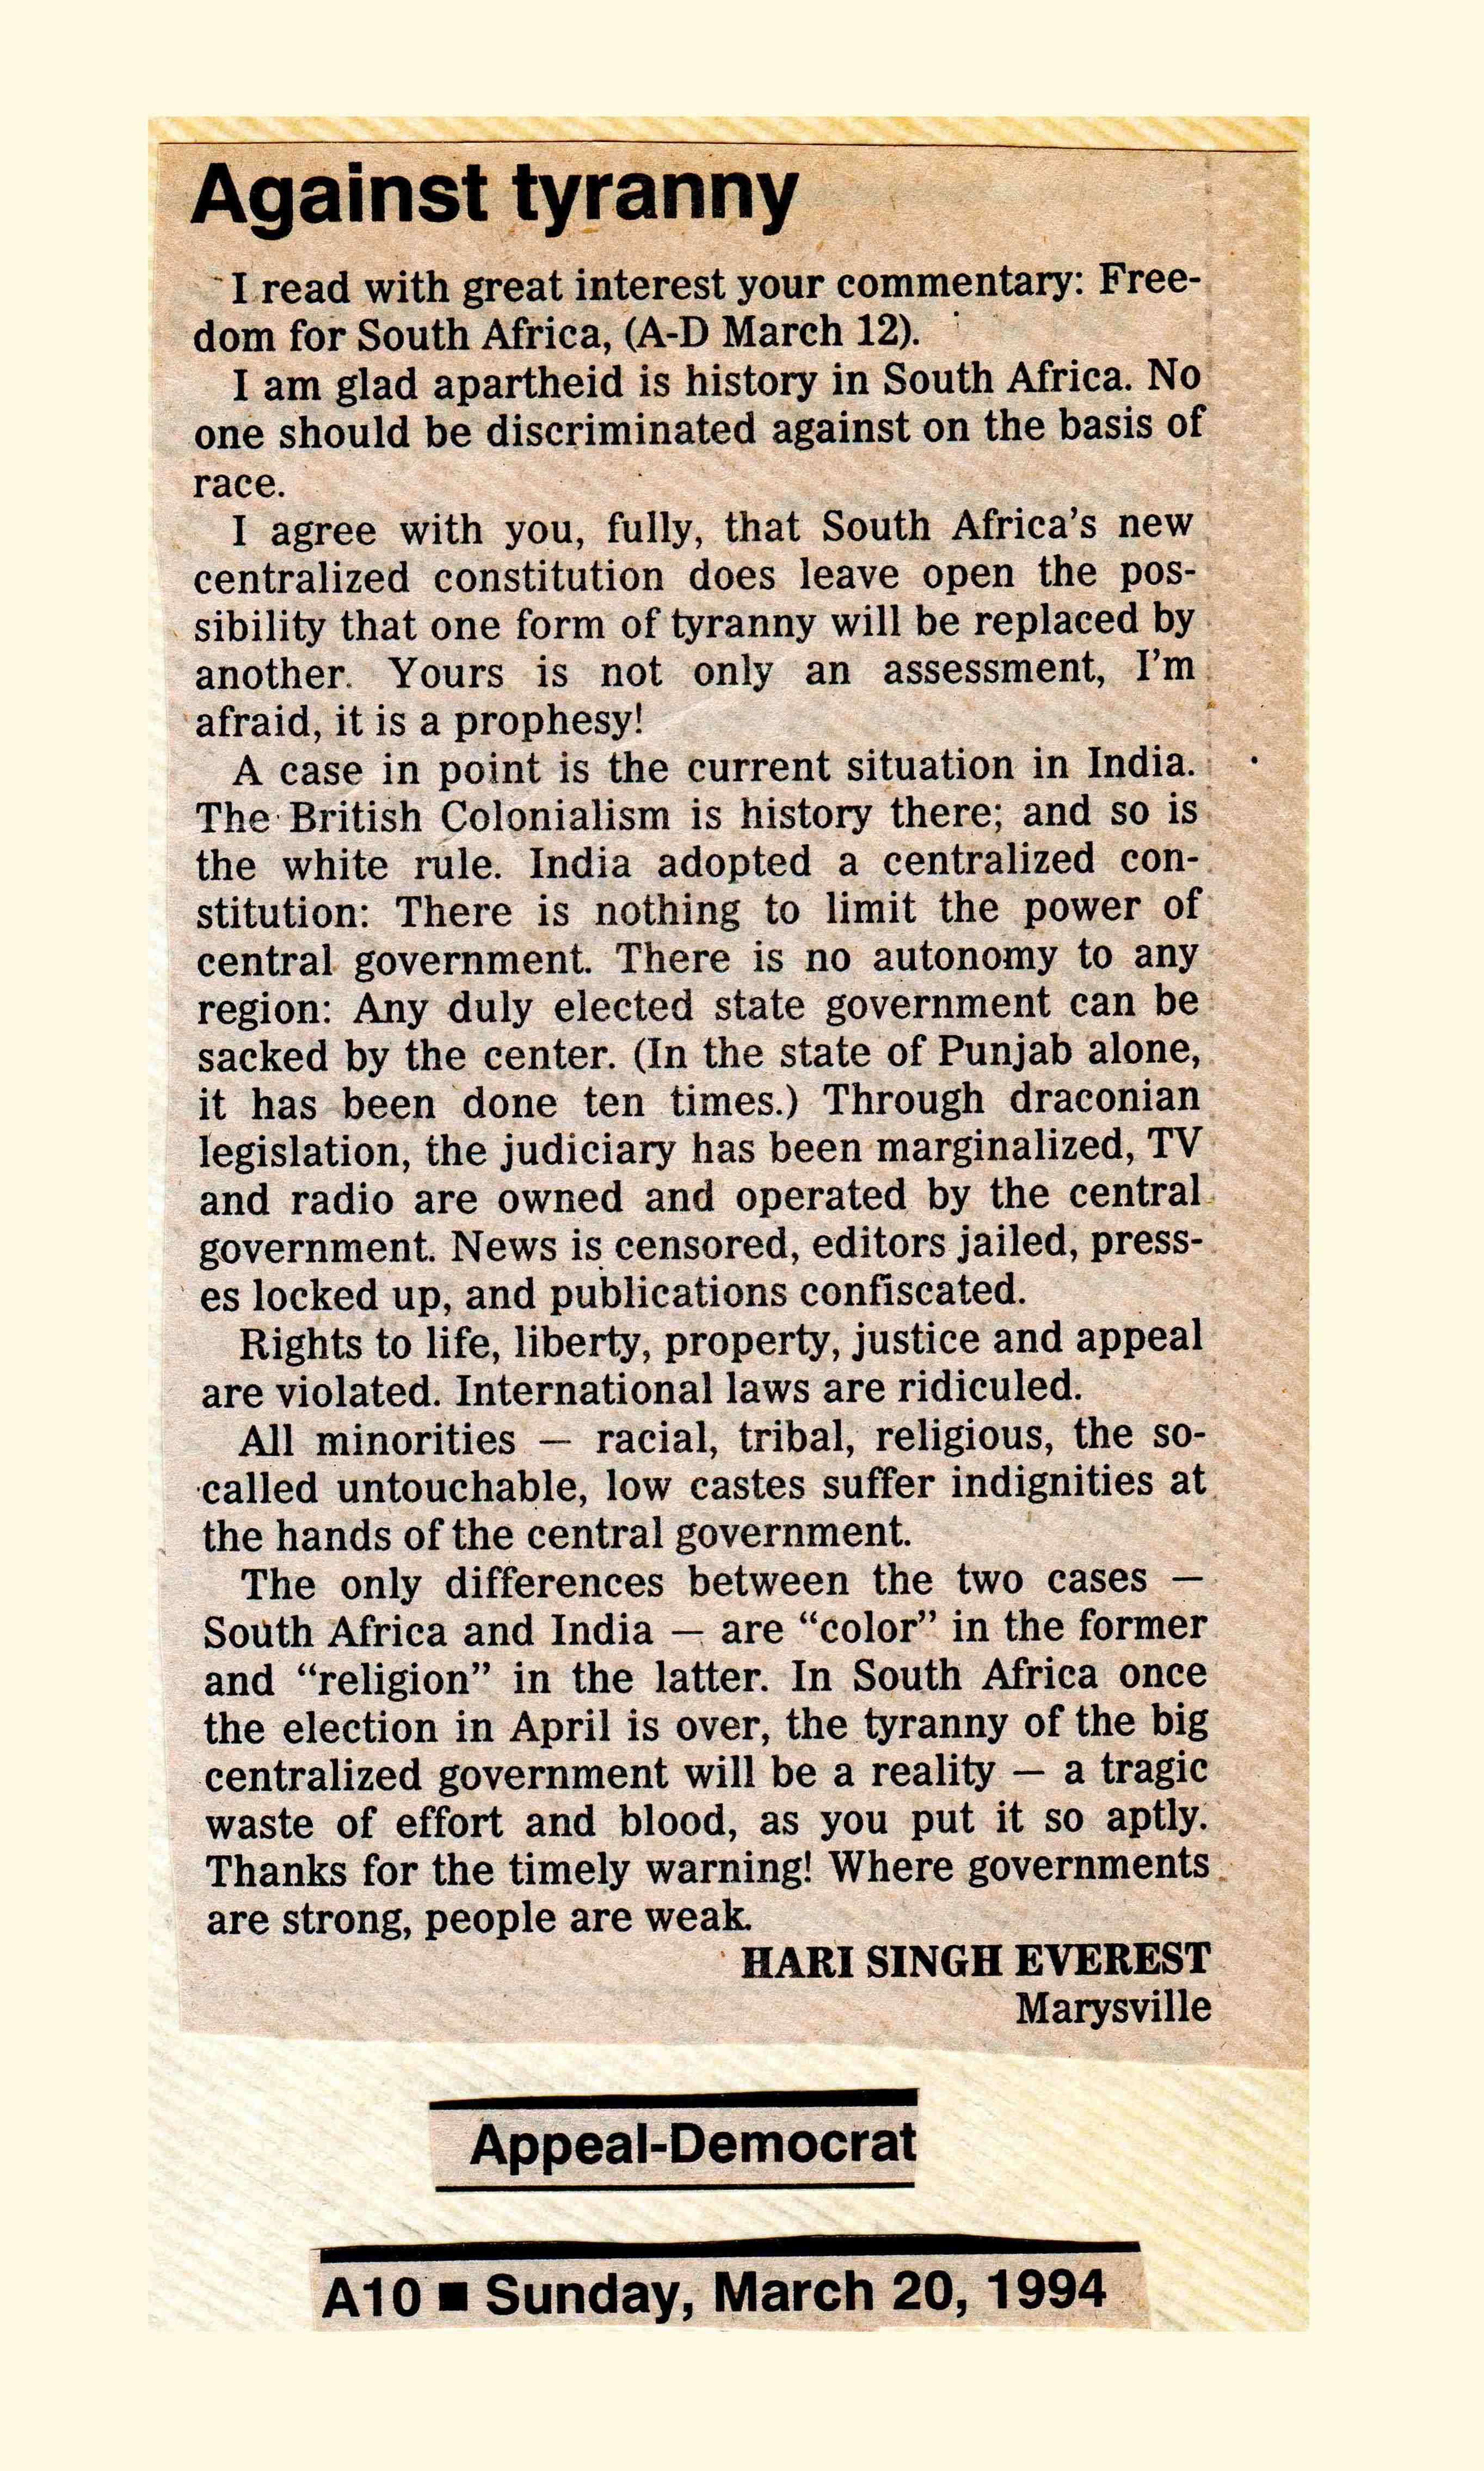 Against tyranny
I read with great interest your commentary: Free-
dom for South Africa, (A-D March 12).
I am glad apartheid is history in South Africa. No
one should be discriminated against on the basis of
race.
I agree with you, fully, that South Africa's new
centralized constitution does leave open the pos-
sibility that one form of tyranny will be replaced by
another. Yours is not only an assessment, I'm
afraid, it is a prophesy!
A case in point is the current situation in India.
The British Colonialism is history there; and so is
the white rule. India adopted a centralized con-
stitution: There is nothing to limit the power of
central government. There is no autonomy to any
region: Any duly elected state government can be
sacked by the center. (In the state of Punjab alone,
it has been done ten times.) Through draconian
legislation, the judiciary has been marginalized, TV
and radio are owned and operated by the central
government. News is censored, editors jailed, press-
es locked up, and publications confiscated.
Rights to life, liberty, property, justice and appeal
are violated. International laws are ridiculed.
All minorities — racial, tribal, religious, the so-
called untouchable, low castes suffer indignities at
the hands of the central government.
The only differences between the two cases —
South Africa and India — are “color” in the former
and “religion” in the latter. In South Africa once
the election in April is over, the tyranny of the big
centralized government will be a reality — a tragic
waste of effort and blood, as you put it so aptly.
Thanks for the timely warning! Where governments
are strong, people are weak.
HARI SINGH EVEREST
Marysville
Appeal-Democrat
A10 ■ Sunday, March 20, 1994